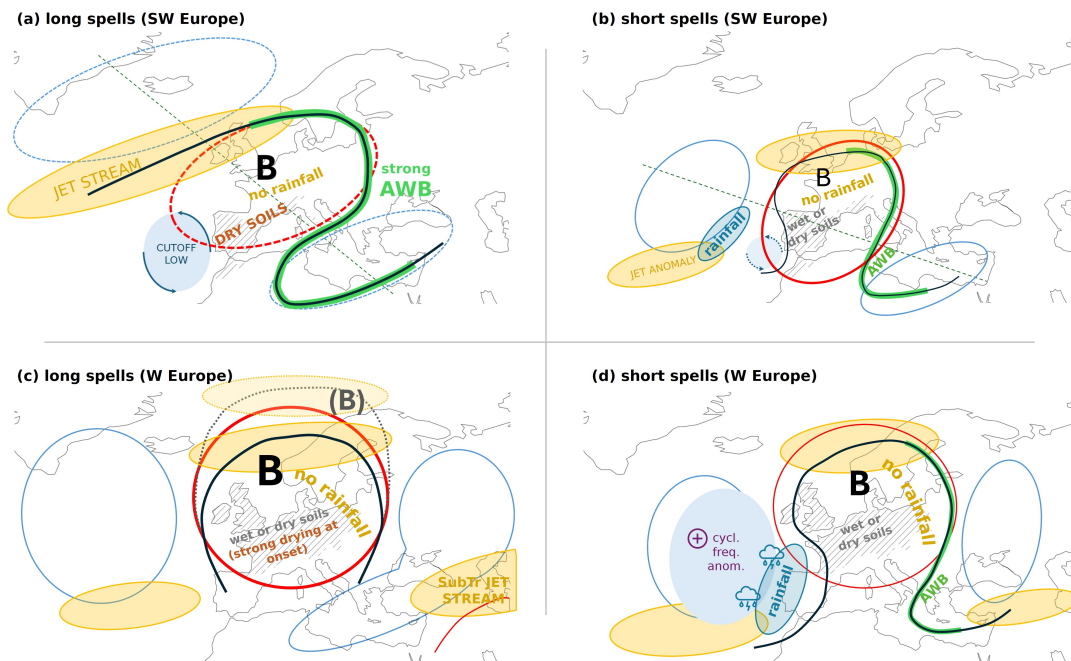 (a) long spells (SW Europe)
JET STREAM
B
no rainfall
DRY SOILS
strong
AWB
CUTOFF
LOW
(b) short spells (SW Europe)
B
no rainfall
wet or
dry soils
rainfall
JET ANOMALY
AWB
(c) long spells (W Europe)
(B)
B
no rainfall
wet or dry soils
(strong drying at
onset)
SubTr JET
STREAM
(d) short spells (W Europe)
B
no rainfall
wet or
dry soils
+ cycl.
freq.
anom.
rainfall
AWB